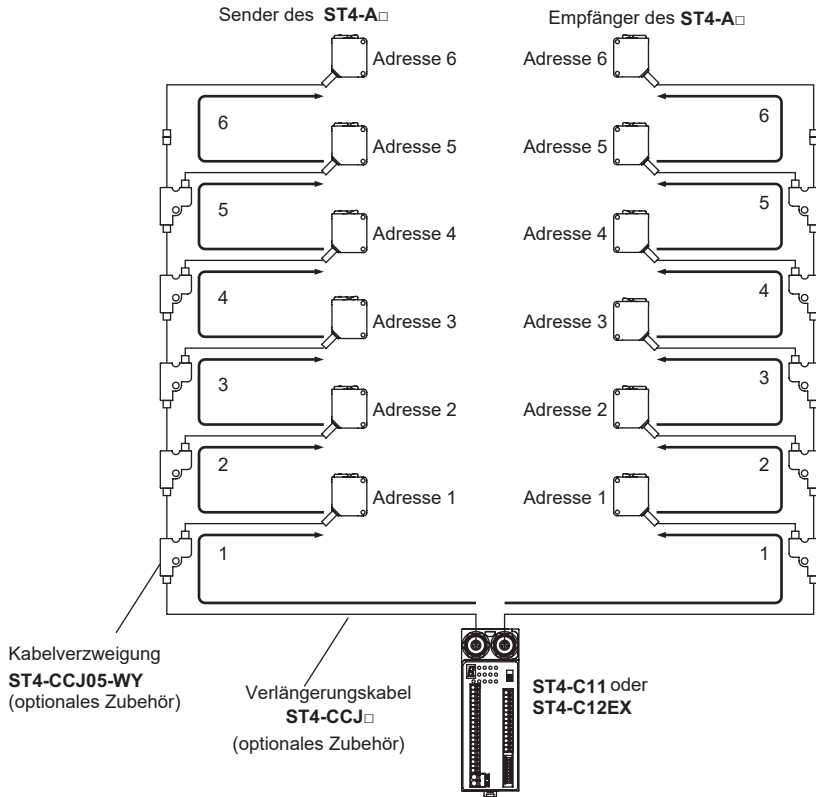 Sender des ST4-A□
Empfänger des ST4-A□
Adresse 6
Adresse 6
6
6
Adresse 5
Adresse 5
5
5
Adresse 4
Adresse 4
4
4
Adresse 3
Adresse 3
3
3
Adresse 2
Adresse 2
2
2
Adresse 1
Adresse 1
1
1
Kabelverzweigung
ST4-CCJ05-WY
(optionales Zubehör)
Verlängerungskabel
ST4-CCJ□
(optionales Zubehör)
ST4-C11 oder
ST4-C12EX